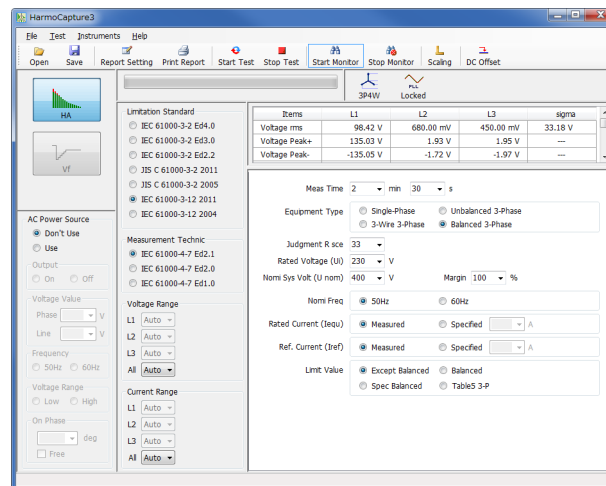 HarmoCapture3
File Test Instruments Help
Open Save Report Setting Print Report Start Test Stop Test Start Monitor Stop Monitor Scaling DC Offset
HA
Vf
3P4W
PLL
Locked
AC Power Source
Don't Use
Use
Output
On Off
Voltage Value
Phase V
Line V
Frequency
50Hz 60Hz
Voltage Range
Low High
On Phase
deg
Free
Limitation Standard
IEC 61000-3-2 Ed4.0
IEC 61000-3-2 Ed3.0
IEC 61000-3-2 Ed2.2
JIS C 61000-3-2 2011
JIS C 61000-3-2 2005
IEC 61000-3-12 2011
IEC 61000-3-12 2004
Measurement Technic
IEC 61000-4-7 Ed2.1
IEC 61000-4-7 Ed2.0
IEC 61000-4-7 Ed1.0
Voltage Range
L1 Auto
L2 Auto
L3 Auto
All Auto
Current Range
L1 Auto
L2 Auto
L3 Auto
All Auto
Items L1 L2 L3 sigma
Voltage rms 98.42 V 680.00 mV 450.00 mV 33.18 V
Voltage Peak+ 135.03 V 1.93 V 1.95 V ---
Voltage Peak- -135.05 V -1.72 V -1.97 V ---
Meas Time 2 min 30 s
Equipment Type Single-Phase Unbalanced 3-Phase
3-Wire 3-Phase Balanced 3-Phase
Judgment R sce 33
Rated Voltage (Ui) 230 V
Nomi Sys Volt (U nom) 400 V Margin 100 %
Nomi Freq 50Hz 60Hz
Rated Current (Iequ) Measured Specified A
Ref. Current (Iref) Measured Specified A
Limit Value Except Balanced Balanced
Spec Balanced Table5 3-P